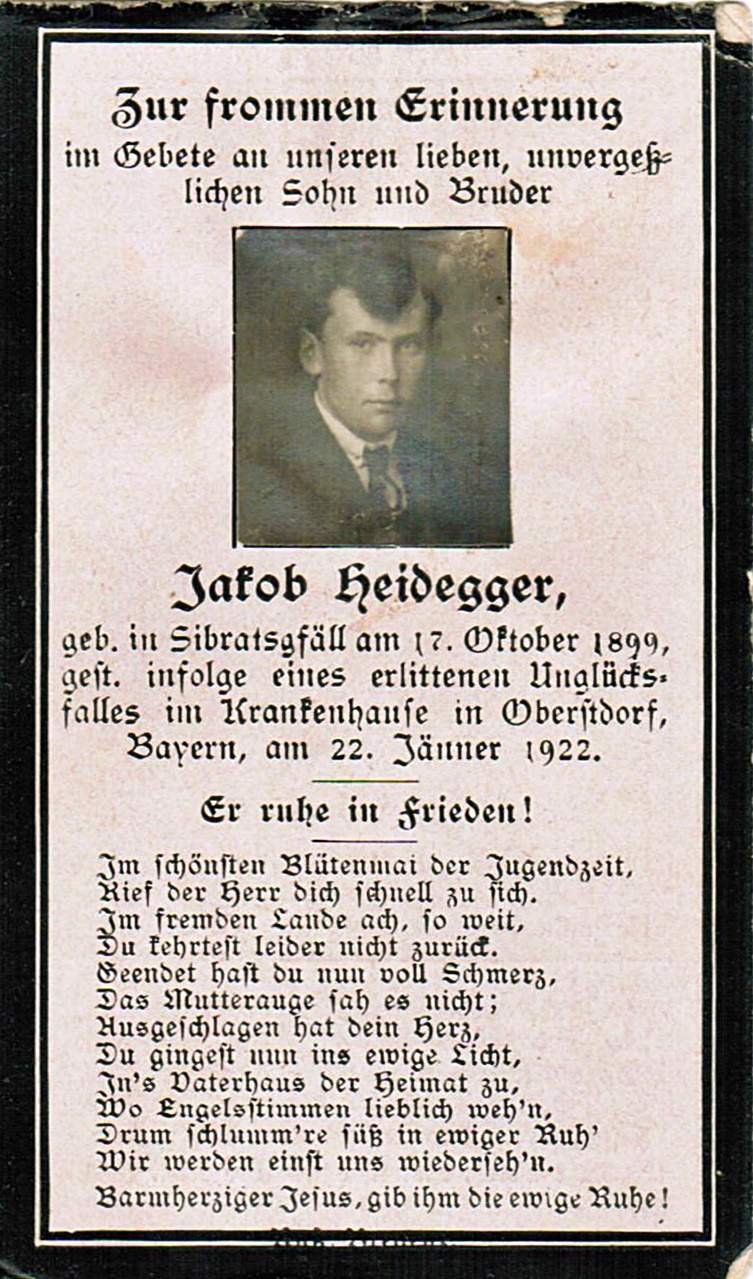 Zur frommen Erinnerung
im Gebete an unseren lieben, unvergeß-
lichen Sohn und Bruder
Jakob Heidegger,
geb. in Sibratsgfäll am 17. Oktober 1899,
gest. infolge eines erlittenen Unglücks-
falles im Krankenhause in Oberstdorf,
Bayern, am 22. Jänner 1922.
Er ruhe in Frieden!
Im schönsten Blütenmai der Jugendzeit,
Rief der Herr dich schnell zu sich.
Im fremden Lande ach, so weit,
Du kehrtest leider nicht zurück.
Geendet hast du nun voll Schmerz,
Das Mutterauge sah es nicht;
Ausgeschlagen hat dein Herz,
Du gingest nun ins ewige Licht,
In's Vaterhaus der Heimat zu,
Wo Engelsstimmen lieblich weh'n,
Drum schlumm're süß in ewiger Ruh'
Wir werden einst uns wiederseh'n.
Barmherziger Jesus, gib ihm die ewige Ruhe!